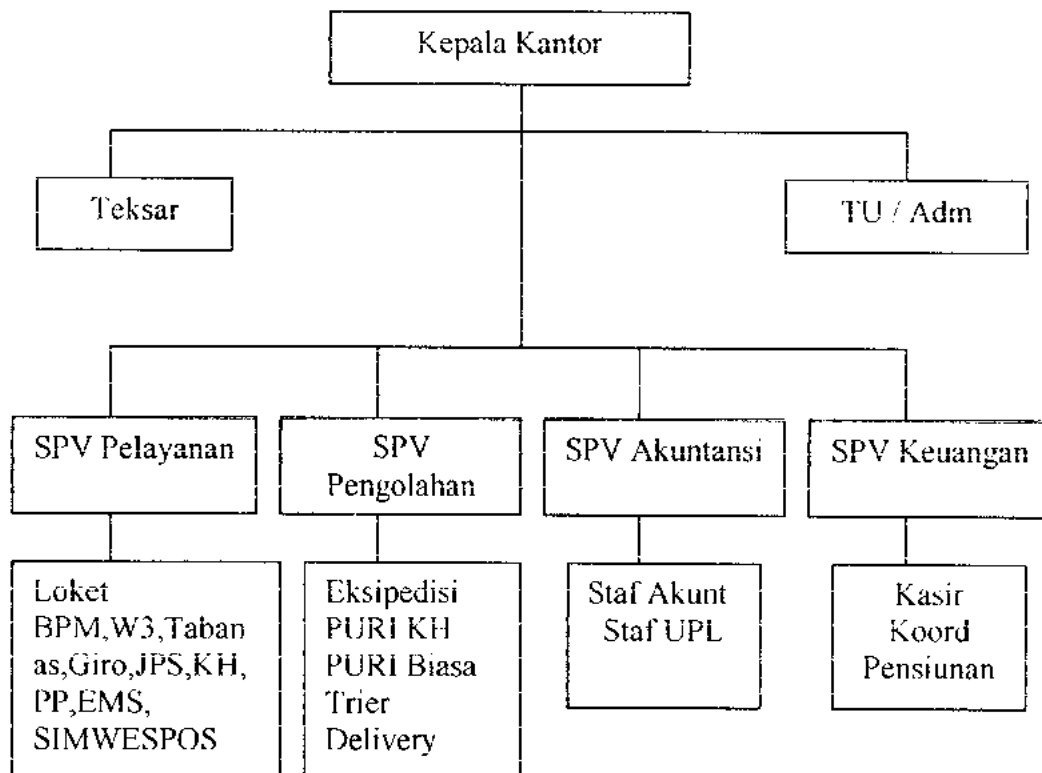 Kepala Kantor
Teksar
TU / Adm
SPV Pelayanan
SPV
Pengolahan
SPV Akuntansi
SPV Keuangan
Loket
BPM,W3,Taban
as,Giro,JPS,KH,
PP,EMS,
SIMWESPOS
Eksipedisi
PURI KH
PURI Biasa
Trier
Delivery
Staf Akunt
Staf UPL
Kasir
Koord
Pensiunan